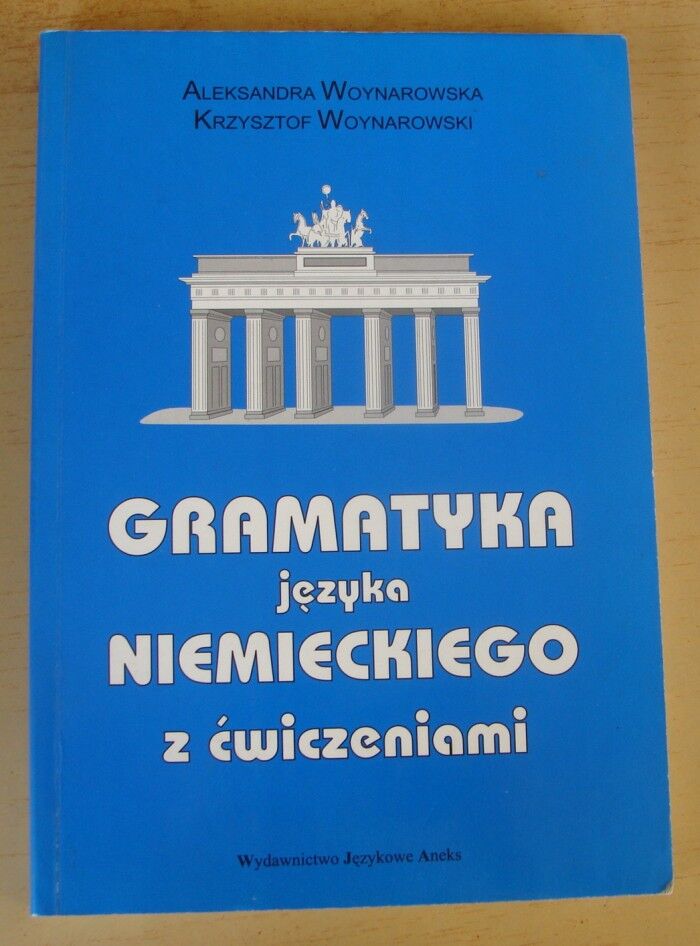 Aleksandra Woynarowska
Krzysztof Woynarowski
GRAMATYKA
języka
NIEMIECKIEGO
z ćwiczeniami
Wydawnictwo Językowe Aneks